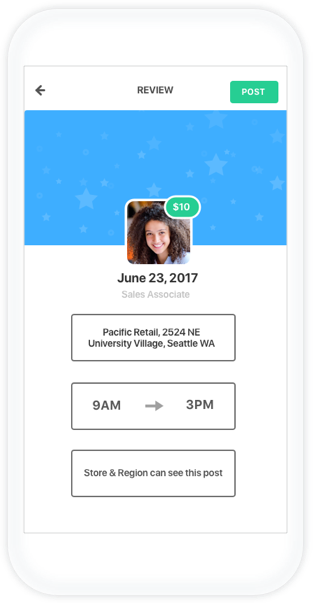 REVIEW
POST
$10
June 23, 2017
Sales Associate
Pacific Retail, 2524 NE
University Village, Seattle WA
9AM
3PM
Store & Region can see this post